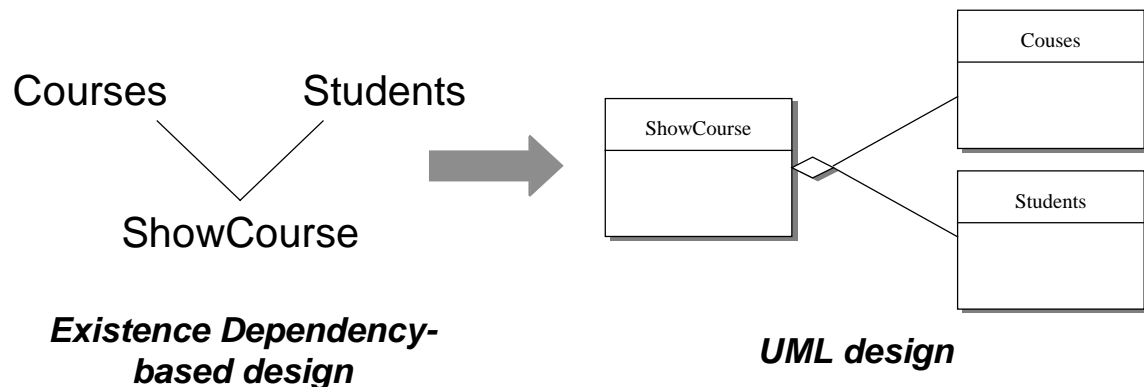 Courses
Students
ShowCourse
Existence Dependency-
based design
Couses
ShowCourse
Students
UML design